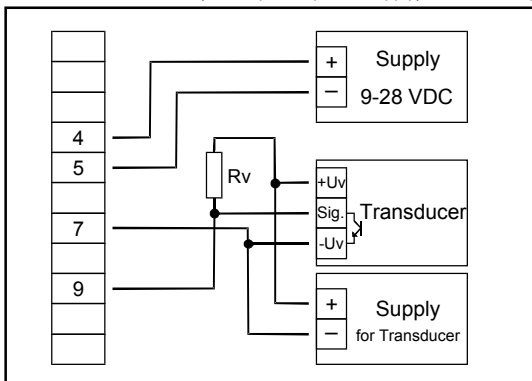 + Supply
– 9-28 VDC
4
5
Rv
+Uv
Sig. Transducer
-Uv
7
9
+ Supply
– for Transducer